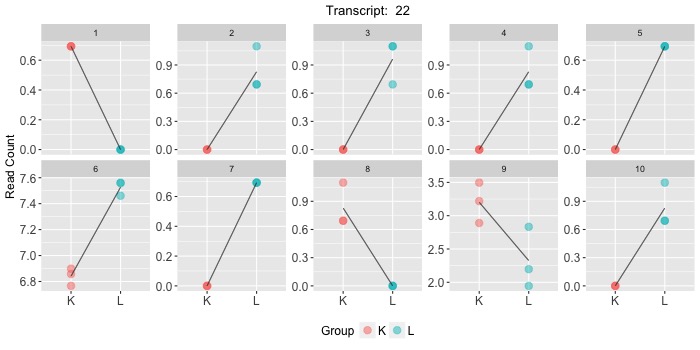 Transcript: 22
1 2 3 4 5
0.6 0.4 0.2 0.0
0.9 0.6 0.3 0.0
0.9 0.6 0.3 0.0
0.9 0.6 0.3 0.0
0.6 0.4 0.2 0.0
Read Count
6 7 8 9 10
7.6 7.4 7.2 7.0 6.8
0.6 0.4 0.2 0.0
0.9 0.6 0.3 0.0
3.5 3.0 2.5 2.0
0.9 0.6 0.3 0.0
K L K L K L K L K L
Group K L